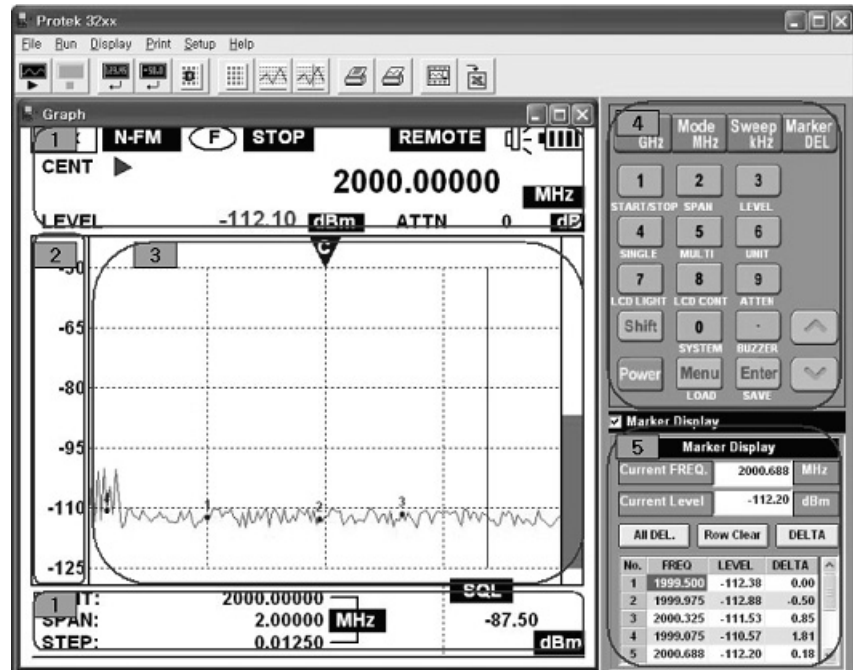 Protek 32xx
File Run Display Print Setup Help
Graph
1 N-FM F STOP REMOTE
CENT
2000.00000
MHz
LEVEL -112.10 dBm ATTN 0 dB
2 3 C
-65
-80
-95
-110
-125
4 1 2 3
1
2000.00000 SQL
SPAN: 2.00000 MHz -87.50
STEP: 0.01250 dBm
4 GHz Mode MHz Sweep kHz Marker DEL
1 2 3
START/STOP SPAN LEVEL
4 5 6
SINGLE MULTI UNIT
7 8 9
LCD LIGHT LCD CONT ATTEN
Shift 0 .
SYSTEM BUZZER
Power Menu Enter
LOAD SAVE
Marker Display
5 Marker Display
Current FREQ. 2000.688 MHz
Current Level -112.20 dBm
All DEL. Row Clear DELTA
No. FREQ LEVEL DELTA
1 1999.500 -112.38 0.00
2 1999.975 -112.88 -0.50
3 2000.325 -111.53 0.85
4 1999.075 -110.57 1.81
5 2000.688 -112.20 0.18